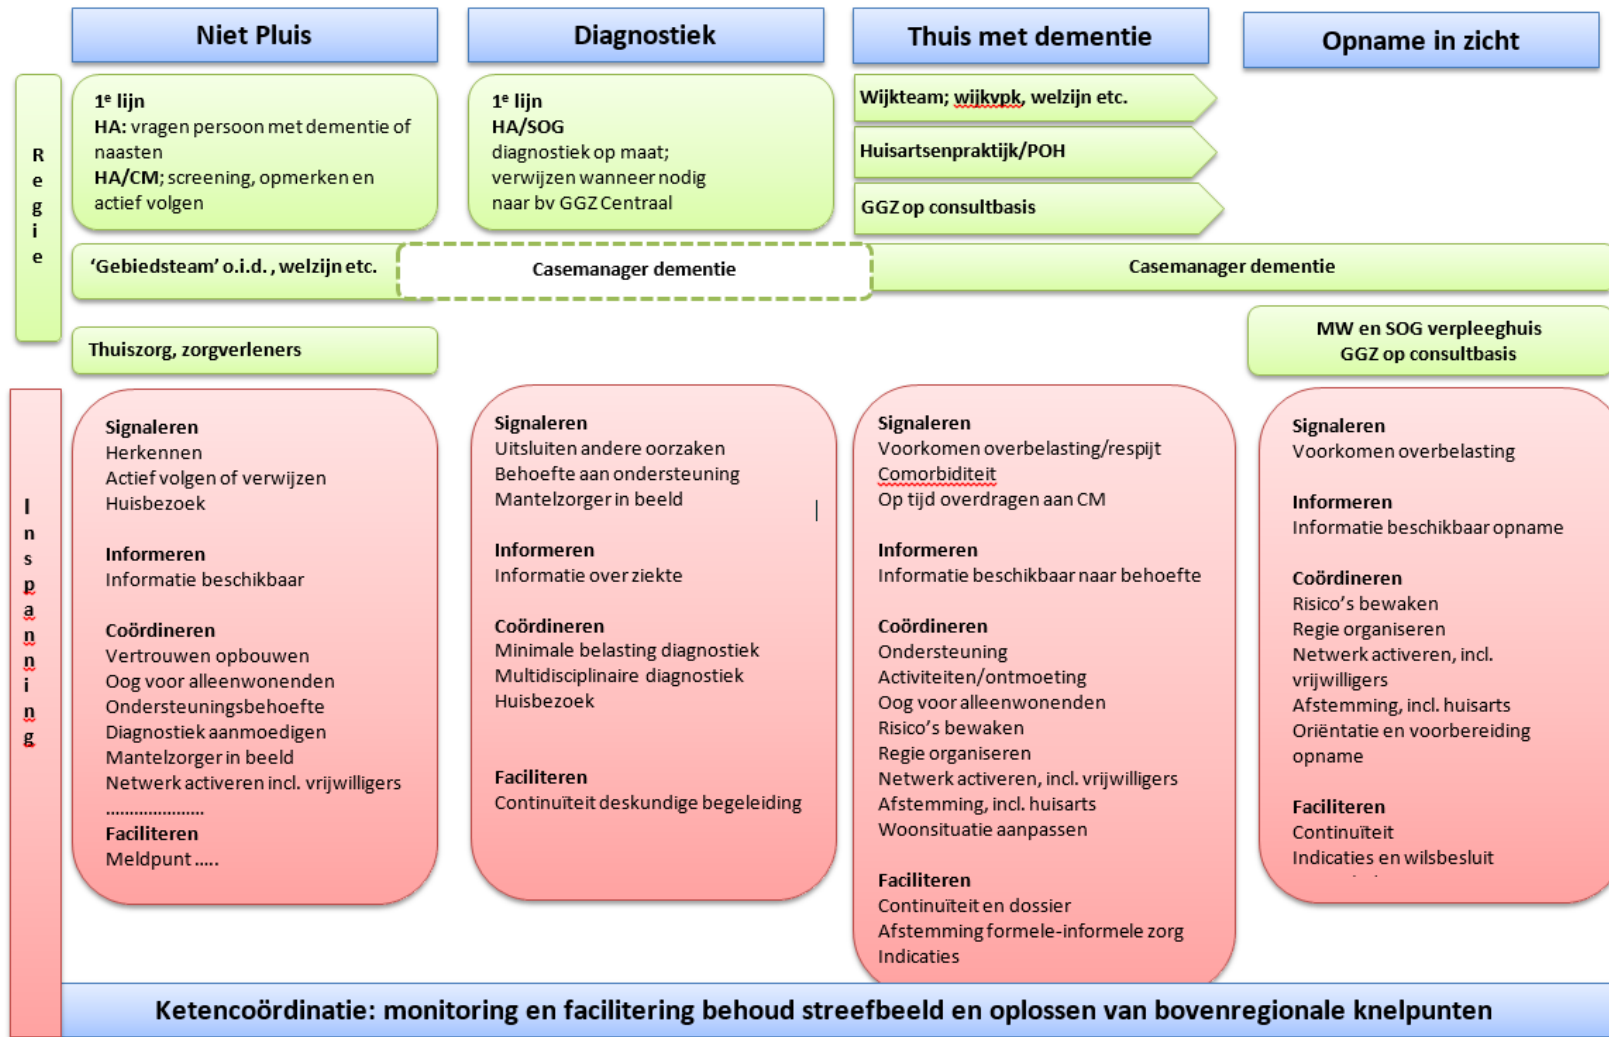 Niet Pluis
Diagnostiek
Thuis met dementie
Opname in zicht
Regie
1e lijn
HA: vragen persoon met dementie of
naasten
HA/CM; screening, opmerken en
actief volgen
1e lijn
HA/SOG
diagnostiek op maat;
verwijzen wanneer nodig
naar bv GGZ Centraal
Wijkteam; wijkvpk, welzijn etc.
Huisartsenpraktijk/POH
GGZ op consultbasis
‘Gebiedsteam’ o.i.d. , welzijn etc.
Casemanager dementie
Casemanager dementie
Thuiszorg, zorgverleners
MW en SOG verpleeghuis
GGZ op consultbasis
Inspanning
Signaleren
Herkennen
Actief volgen of verwijzen
Huisbezoek
Informeren
Informatie beschikbaar
Coördineren
Vertrouwen opbouwen
Oog voor alleenwonenden
Ondersteuningsbehoefte
Diagnostiek aanmoedigen
Mantelzorger in beeld
Netwerk activeren incl. vrijwilligers
.....................
Faciliteren
Meldpunt .....
Signaleren
Uitsluiten andere oorzaken
Behoefte aan ondersteuning
Mantelzorger in beeld
Informeren
Informatie over ziekte
Coördineren
Minimale belasting diagnostiek
Multidisciplinaire diagnostiek
Huisbezoek
Faciliteren
Continuïteit deskundige begeleiding
Signaleren
Voorkomen overbelasting/respijt
Comorbiditeit
Op tijd overdragen aan CM
Informeren
Informatie beschikbaar naar behoefte
Coördineren
Ondersteuning
Activiteiten/ontmoeting
Oog voor alleenwonenden
Risico’s bewaken
Regie organiseren
Netwerk activeren, incl. vrijwilligers
Afstemming, incl. huisarts
Woonsituatie aanpassen
Faciliteren
Continuïteit en dossier
Afstemming formele-informele zorg
Indicaties
Signaleren
Voorkomen overbelasting
Informeren
Informatie beschikbaar opname
Coördineren
Risico’s bewaken
Regie organiseren
Netwerk activeren, incl.
vrijwilligers
Afstemming, incl. huisarts
Oriëntatie en voorbereiding
opname
Faciliteren
Continuïteit
Indicaties en wilsbesluit
Ketencoördinatie: monitoring en facilitering behoud streefbeeld en oplossen van bovenregionale knelpunten